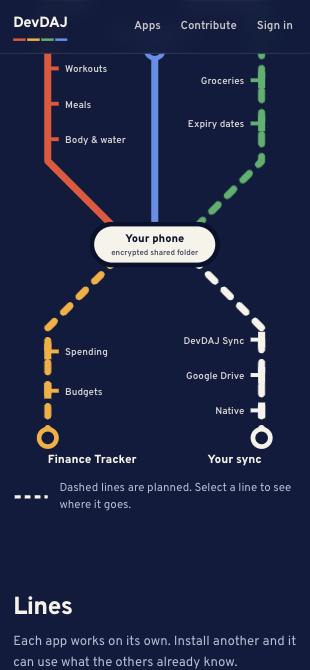 DevDAJ
Apps Contribute Sign in
Workouts
Groceries
Meals
Expiry dates
Body & water
Your phone
encrypted shared folder
DevDAJ Sync
Spending
Google Drive
Budgets
Native
Finance Tracker
Your sync
Dashed lines are planned. Select a line to see
where it goes.
Lines
Each app works on its own. Install another and it
can use what the others already know.